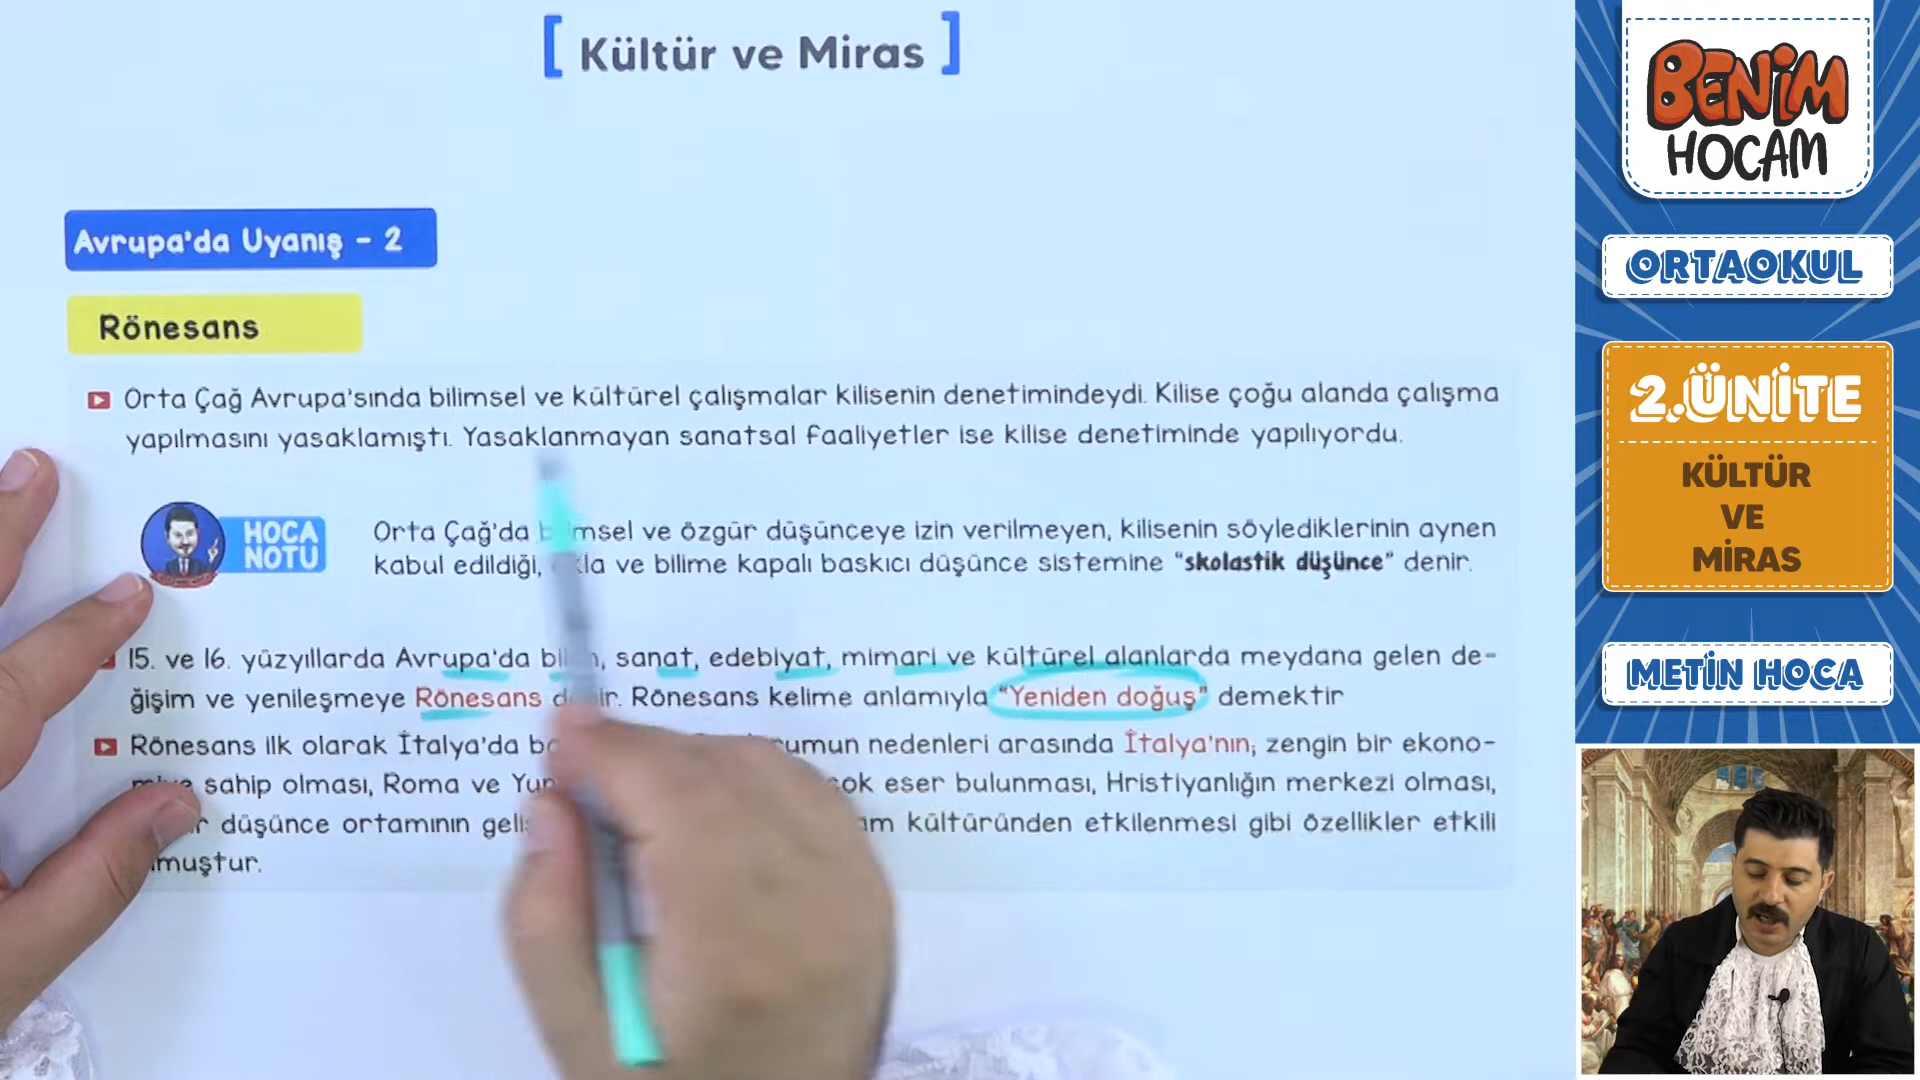 [ Kültür ve Miras ]
Avrupa'da Uyanış - 2
Rönesans
Orta Çağ Avrupa'sında bilimsel ve kültürel çalışmalar kilisenin denetimindeydi. Kilise çoğu alanda çalışma
yapılmasını yasaklamıştı. Yasaklanmayan sanatsal faaliyetler ise kilise denetiminde yapılıyordu.
HOCA
NOTU
Orta Çağ'da ve özgür düşünceye izin verilmeyen, kilisenin söylediklerinin aynen
kabul edildiği, ve bilime kapalı baskıcı düşünce sistemine "skolastik düşünce" denir.
15. ve 16. yüzyıllarda Avrupa'da sanat, edebiyat, mimari ve kültürel alanlarda meydana gelen de-
ğişim ve yenileşmeye Rönesans Rönesans kelime anlamıyla "Yeniden doğuş" demektir
Rönesans ilk olarak İtalya'da nedenleri arasında İtalya'nın; zengin bir ekono-
sahip olması, Roma ve eser bulunması, Hristiyanlığın merkezi olması,
düşünce ortamının kültüründen etkilenmesi gibi özellikler etkili
BENİM
HOCAM
ORTAOKUL
2.ÜNİTE
KÜLTÜR
VE
MİRAS
METİN HOCA